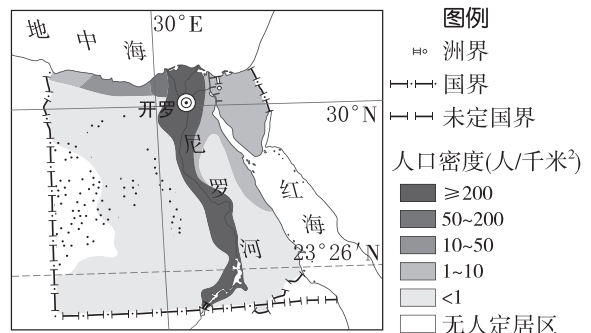 30°E
地中海
开罗
30°N
尼罗河
红海
23°26′N
图例
洲界
国界
未定国界
人口密度(人/千米²)
≥200
50~200
10~50
1~10
<1
无人定居区